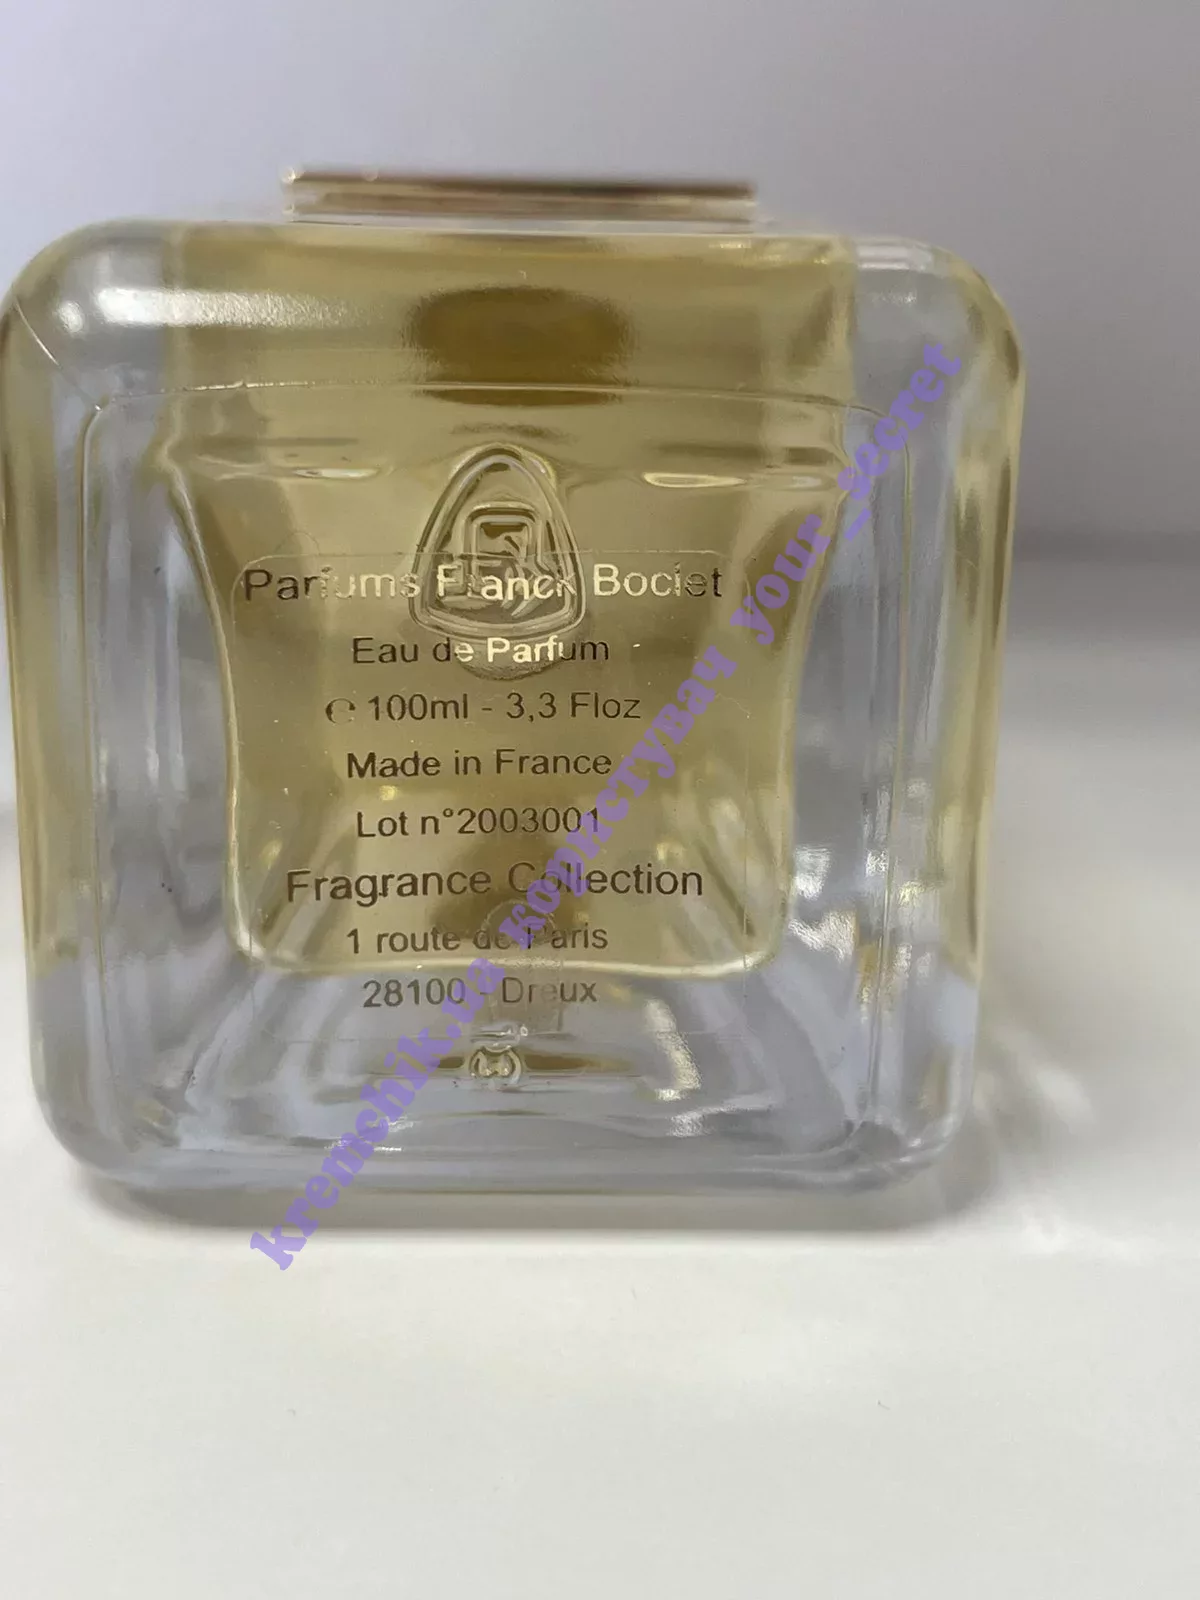 Parfums Franck Boclet
Eau de Parfum
℮ 100ml - 3,3 Floz
Made in France
Lot n°2003001
Fragrance Collection
1 route de Paris
28100 - Dreux
kremchik.ua користувач your_secret